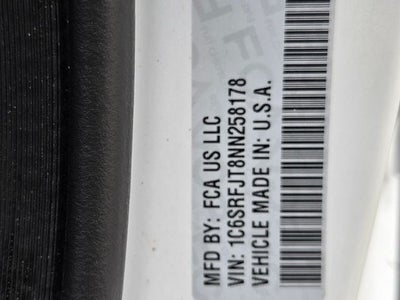 MFD BY: FCA US LLC
VIN: 1C6SRFJT8NN258178
VEHICLE MADE IN: U.S.A.